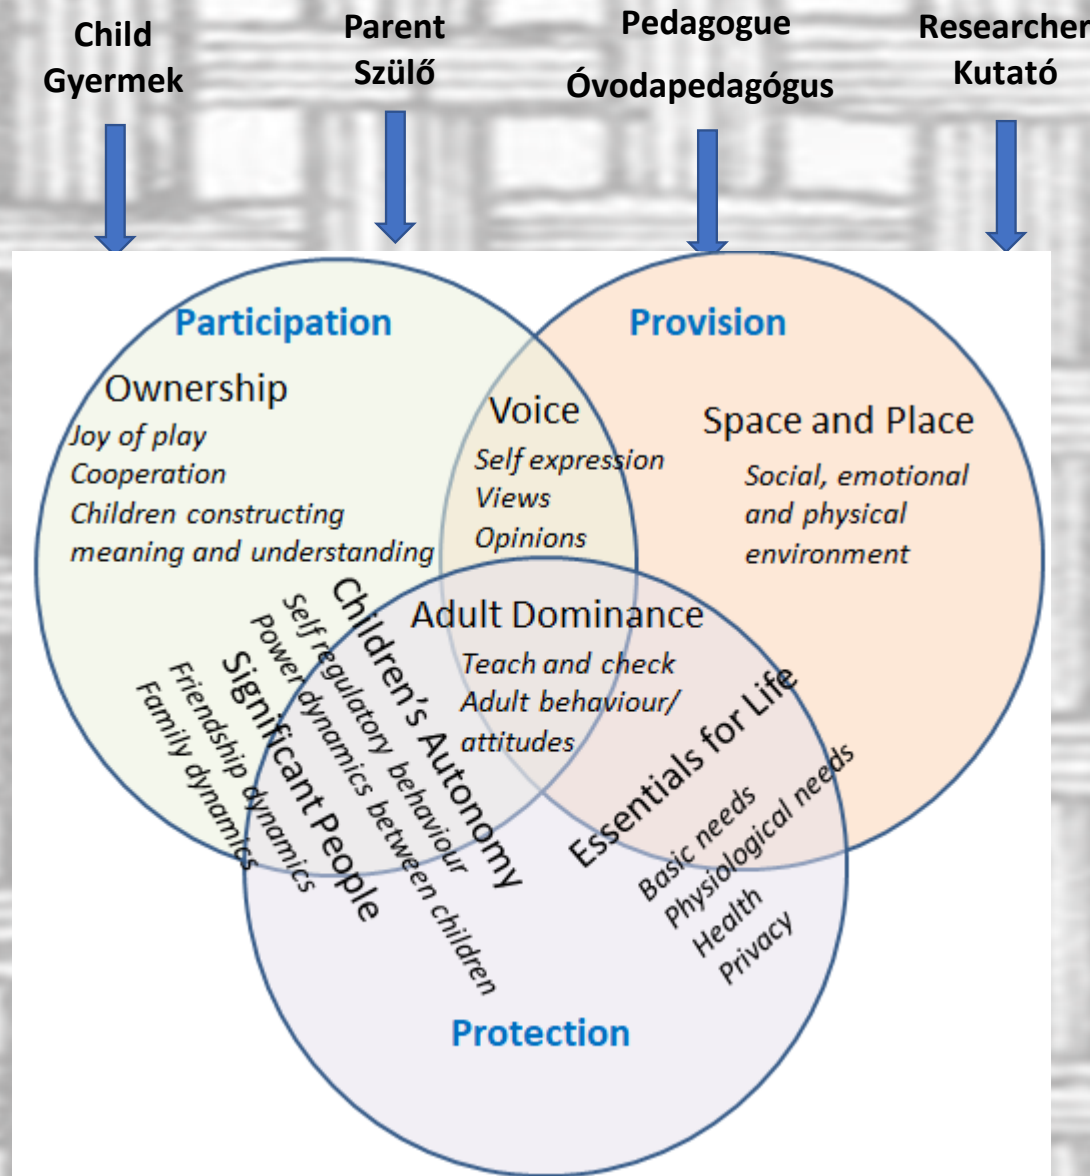 Child
Gyermek
Parent
Szülő
Pedagogue
Óvodapedagógus
Researcher
Kutató
Participation
Provision
Ownership
Joy of play
Cooperation
Children constructing
meaning and understanding
Voice
Self expression
Views
Opinions
Space and Place
Social, emotional
and physical
environment
Adult Dominance
Teach and check
Adult behaviour/
attitudes
Children's Autonomy
Self regulatory behaviour
Power dynamics between children
Significant People
Friendship dynamics
Family dynamics
Essentials for Life
Basic needs
Physiological needs
Health
Privacy
Protection